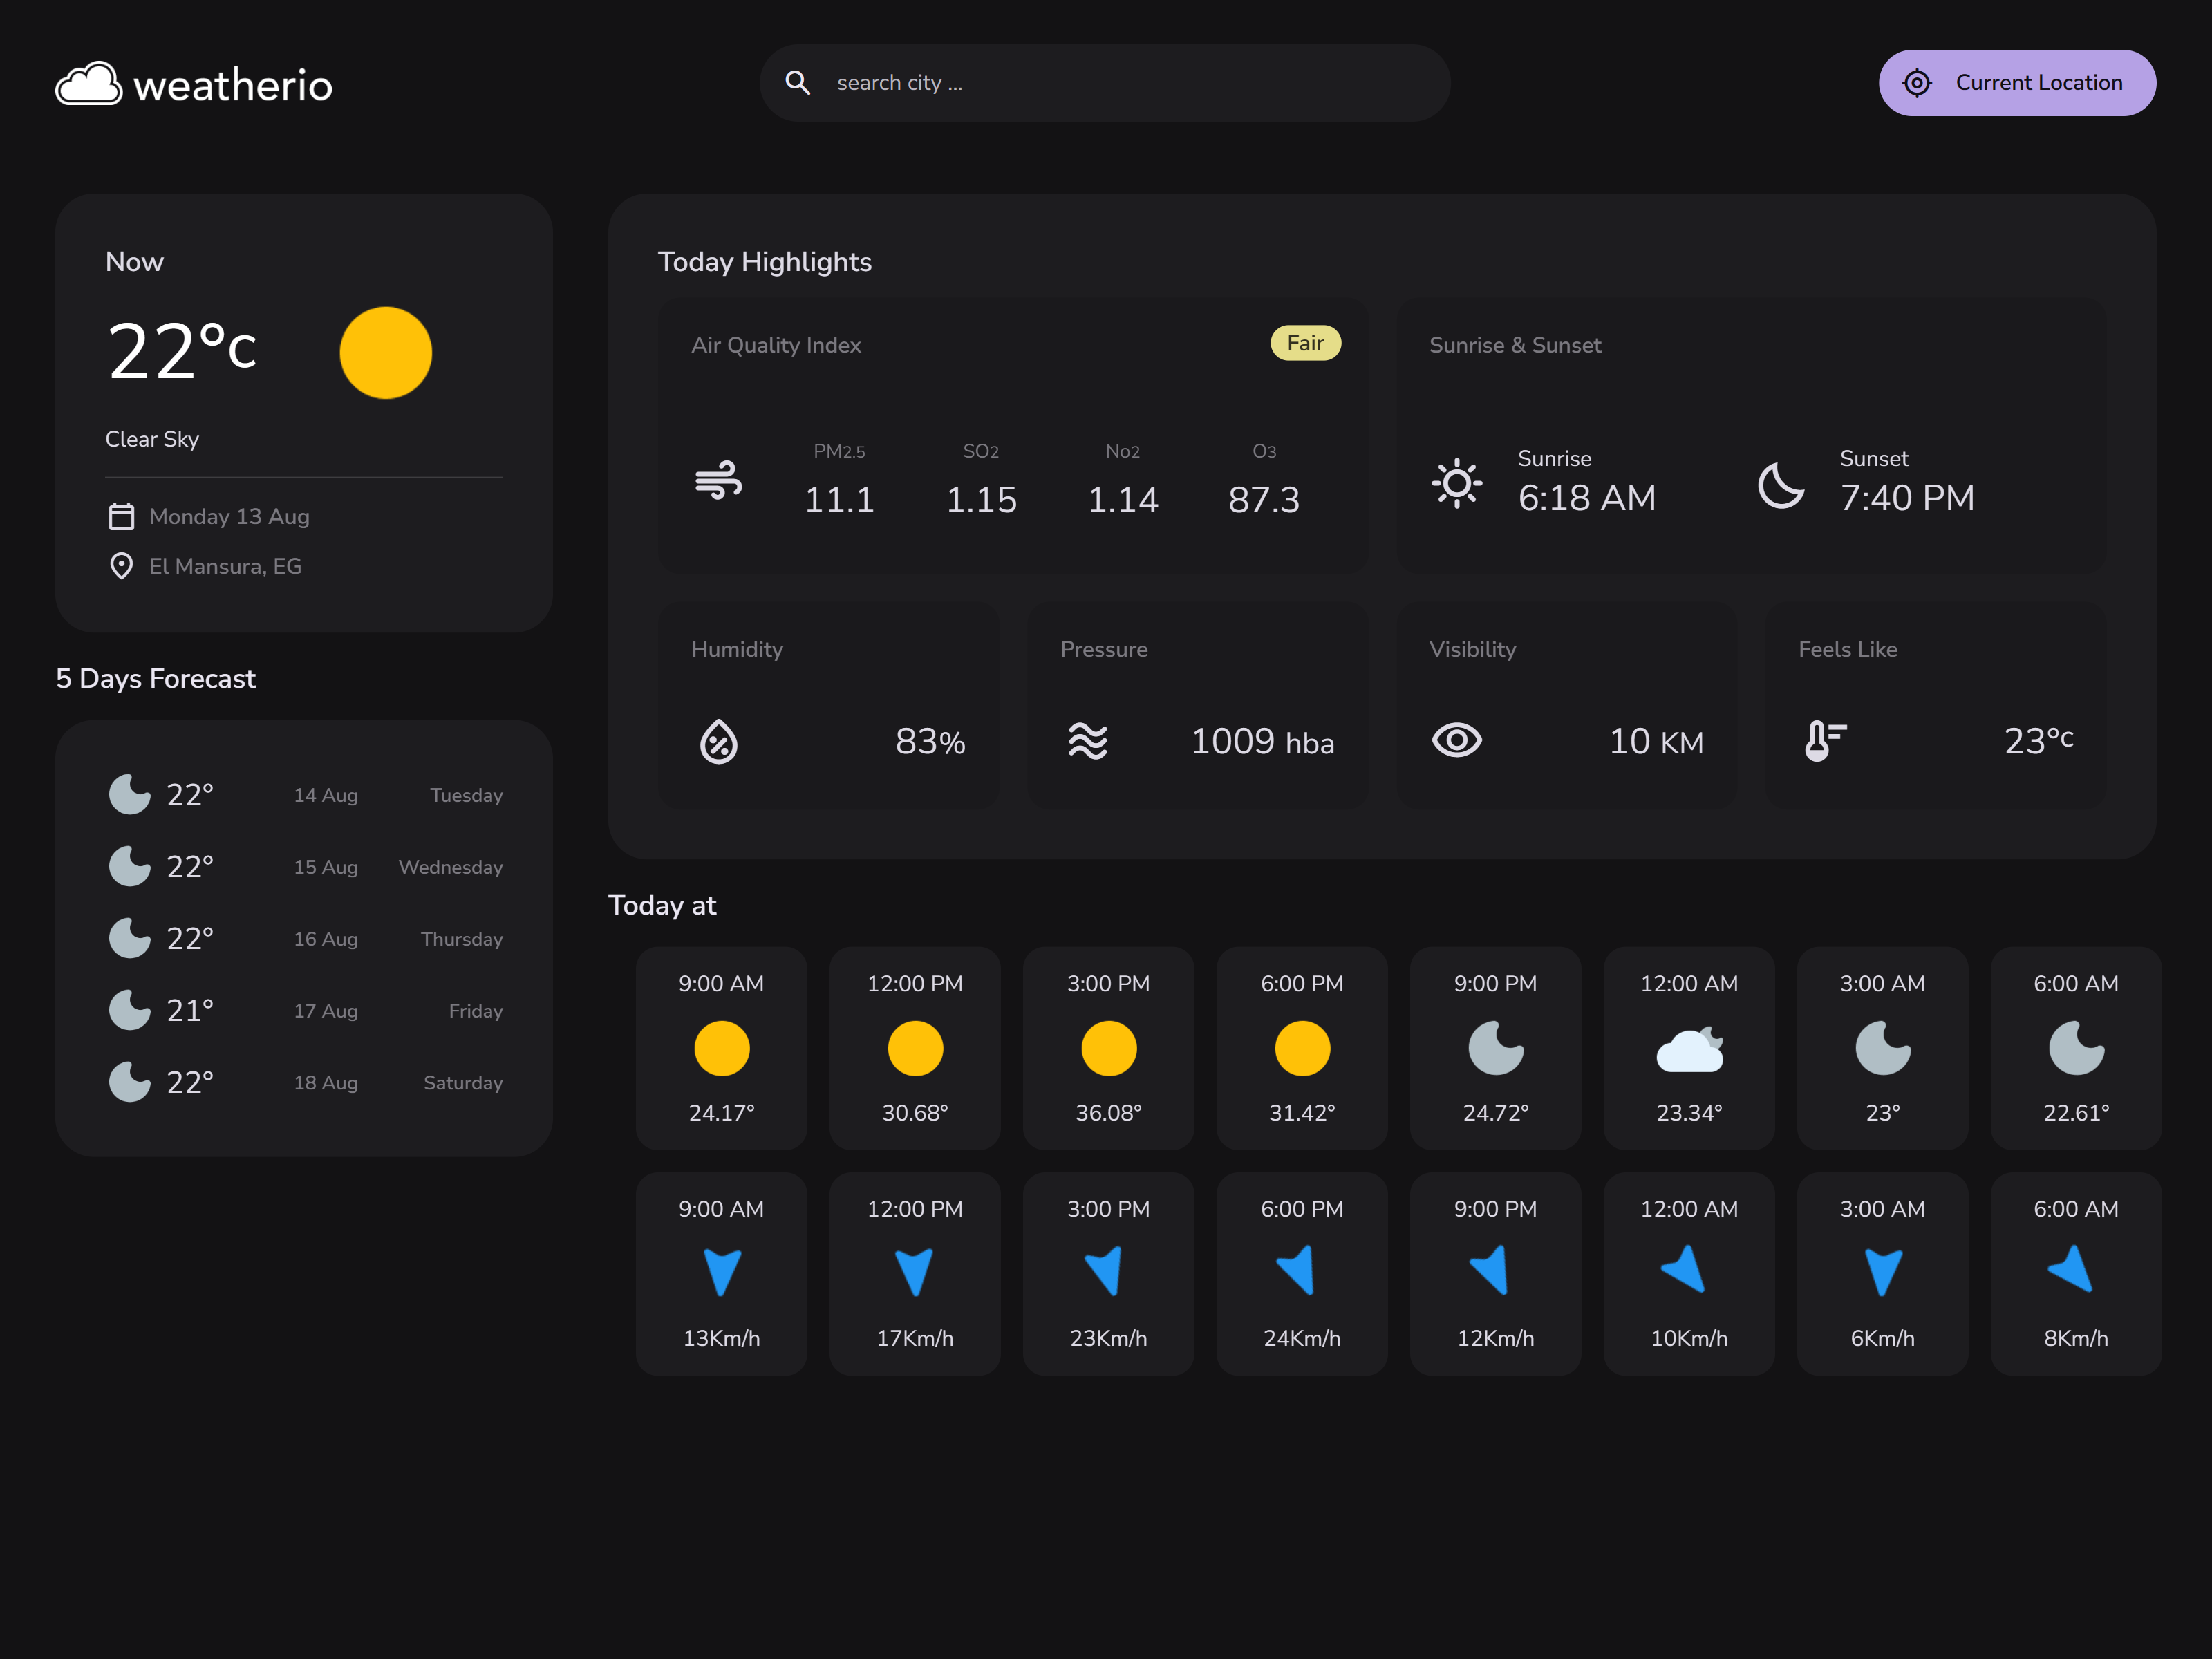 weatherio
search city ...
Current Location
Now
22°c
Clear Sky
Monday 13 Aug
El Mansura, EG
5 Days Forecast
22° 14 Aug Tuesday
22° 15 Aug Wednesday
22° 16 Aug Thursday
21° 17 Aug Friday
22° 18 Aug Saturday
Today Highlights
Air Quality Index
Fair
PM2.5 SO2 No2 O3
11.1 1.15 1.14 87.3
Sunrise & Sunset
Sunrise
6:18 AM
Sunset
7:40 PM
Humidity
83%
Pressure
1009 hba
Visibility
10 KM
Feels Like
23°c
Today at
9:00 AM 12:00 PM 3:00 PM 6:00 PM 9:00 PM 12:00 AM 3:00 AM 6:00 AM
24.17° 30.68° 36.08° 31.42° 24.72° 23.34° 23° 22.61°
9:00 AM 12:00 PM 3:00 PM 6:00 PM 9:00 PM 12:00 AM 3:00 AM 6:00 AM
13Km/h 17Km/h 23Km/h 24Km/h 12Km/h 10Km/h 6Km/h 8Km/h